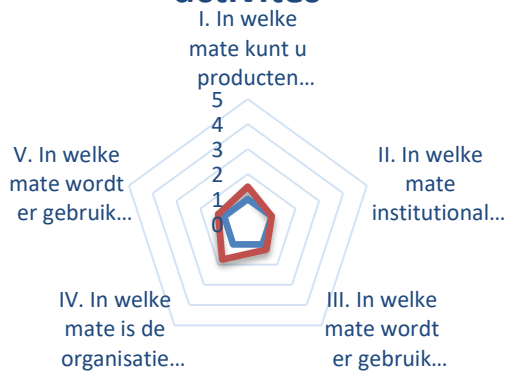 I. In welke
mate kunt u
producten…
5
4
3
2
1
0
V. In welke
mate wordt
er gebruik…
II. In welke
mate
institutional…
IV. In welke
mate is de
organisatie…
III. In welke
mate wordt
er gebruik…